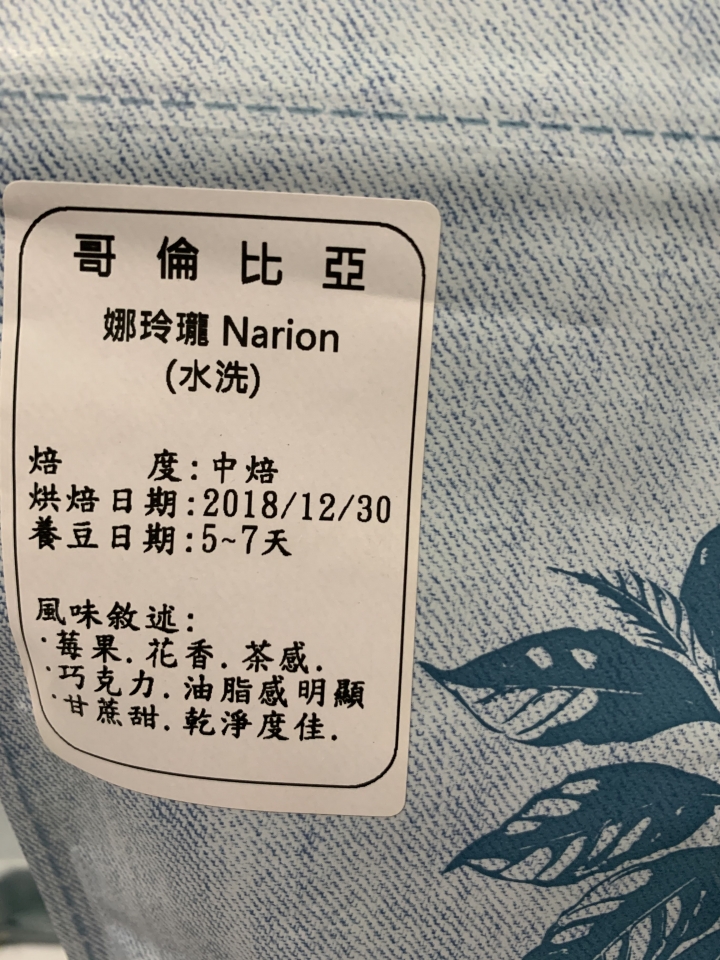 哥倫比亞
娜玲瓏 Narion
(水洗)
焙　　度:中焙
烘焙日期:2018/12/30
養豆日期:5~7天
風味敘述:
·莓果.花香.茶感.
·巧克力.油脂感明顯
·甘蔗甜.乾淨度佳.